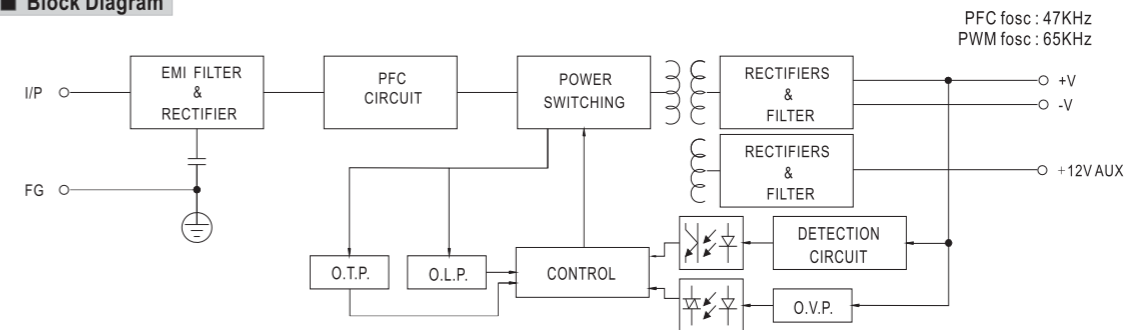 ■ Block Diagram
PFC fosc : 47KHz
PWM fosc : 65KHz
I/P
EMI FILTER
&
RECTIFIER
PFC
CIRCUIT
POWER
SWITCHING
RECTIFIERS
&
FILTER
+V
-V
RECTIFIERS
&
FILTER
+12V AUX
FG
O.T.P.
O.L.P.
CONTROL
DETECTION
CIRCUIT
O.V.P.